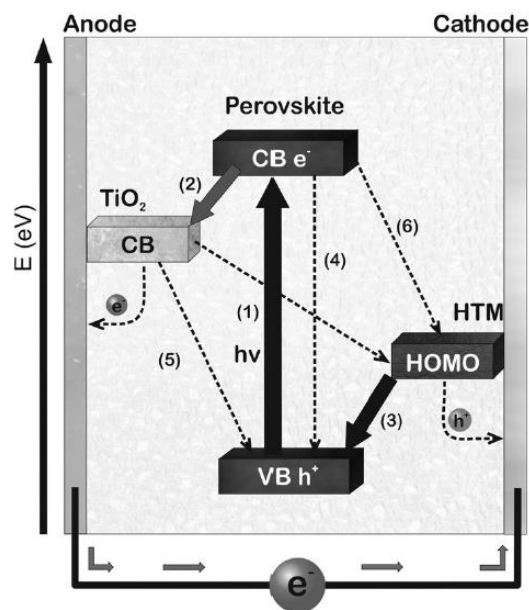 Anode
Cathode
Perovskite
CB e⁻
(2)
TiO₂
CB
(6)
(4)
E (eV)
(1)
e⁻
HTM
hν
HOMO
(5)
(3)
h⁺
VB h⁺
e⁻